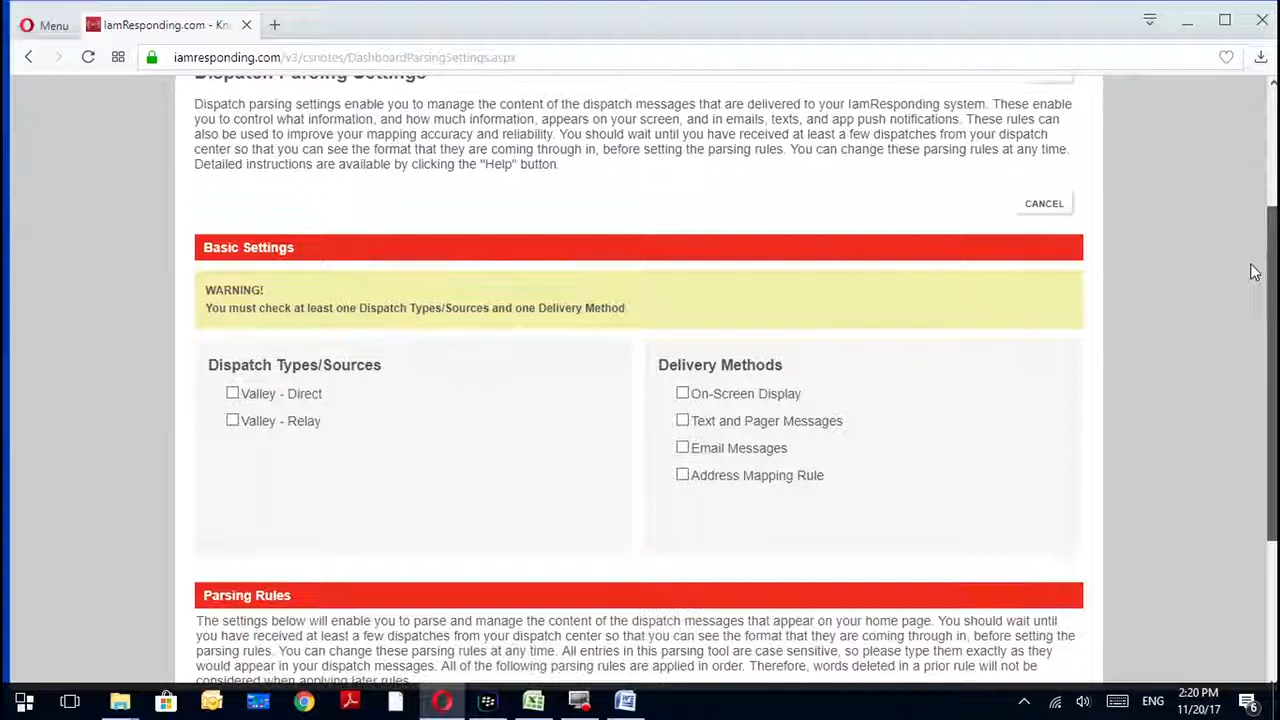 Menu
IamResponding.com - Kn
iamresponding.com/v3/csnotes/DashboardParsingSettings.aspx
Dispatch Parsing Settings
Dispatch parsing settings enable you to manage the content of the dispatch messages that are delivered to your IamResponding system. These enable
you to control what information, and how much information, appears on your screen, and in emails, texts, and app push notifications. These rules can
also be used to improve your mapping accuracy and reliability. You should wait until you have received at least a few dispatches from your dispatch
center so that you can see the format that they are coming through in, before setting the parsing rules. You can change these parsing rules at any time.
Detailed instructions are available by clicking the "Help" button.
CANCEL
Basic Settings
WARNING!
You must check at least one Dispatch Types/Sources and one Delivery Method
Dispatch Types/Sources
Valley - Direct
Valley - Relay
Delivery Methods
On-Screen Display
Text and Pager Messages
Email Messages
Address Mapping Rule
Parsing Rules
The settings below will enable you to parse and manage the content of the dispatch messages that appear on your home page. You should wait until
you have received at least a few dispatches from your dispatch center so that you can see the format that they are coming through in, before setting the
parsing rules. You can change these parsing rules at any time. All entries in this parsing tool are case sensitive, so please type them exactly as they
would appear in your dispatch messages. All of the following parsing rules are applied in order. Therefore, words deleted in a prior rule will not be
considered when applying later rules.
ENG
2:20 PM
11/20/17
6